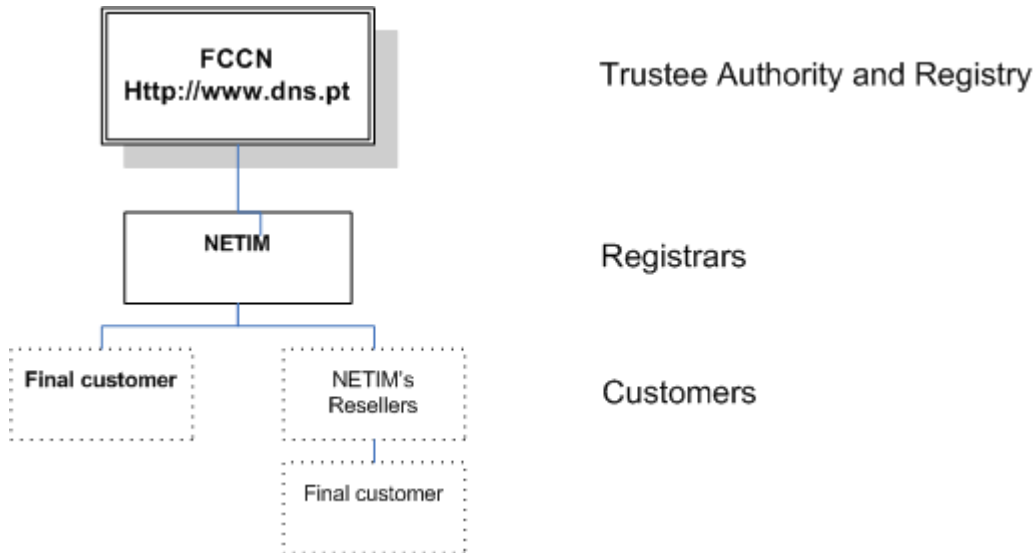 FCCN
Http://www.dns.pt
Trustee Authority and Registry
NETIM
Registrars
Final customer
NETIM's
Resellers
Customers
Final customer